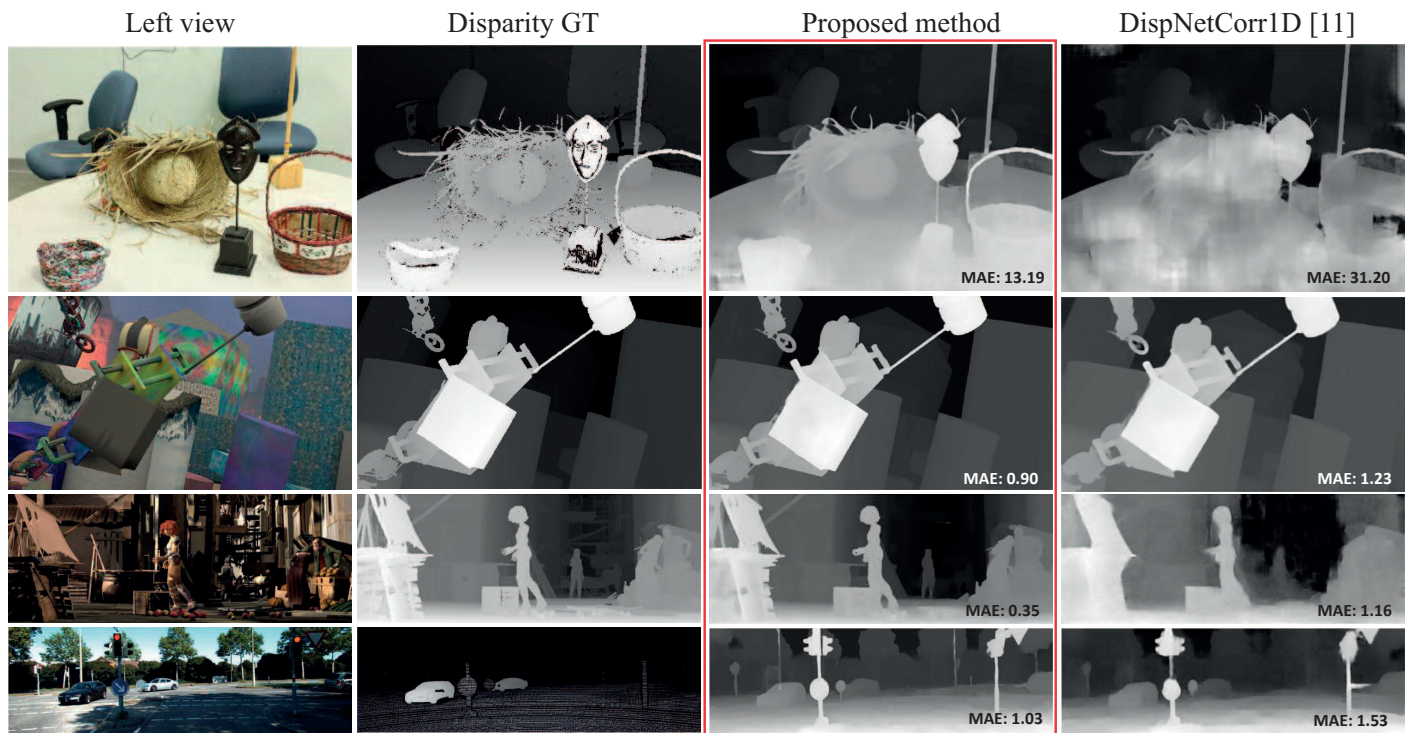 Left view Disparity GT Proposed method DispNetCorr1D [11]
MAE: 13.19 MAE: 31.20
MAE: 0.90 MAE: 1.23
MAE: 0.35 MAE: 1.16
MAE: 1.03 MAE: 1.53